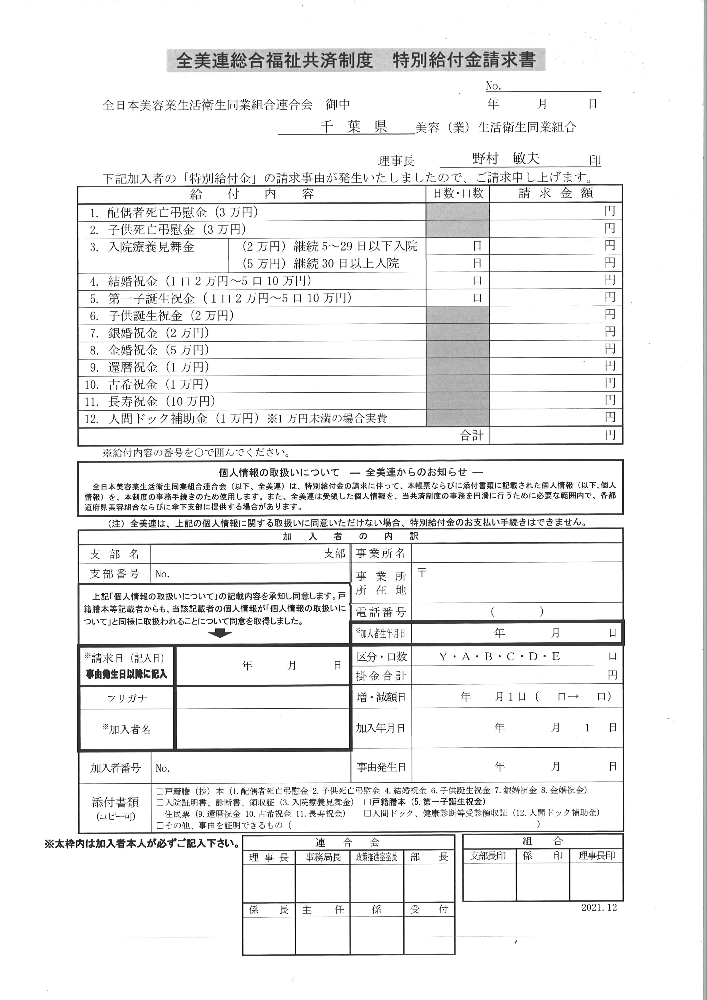 全美連総合福祉共済制度　特別給付金請求書
No.
全日本美容業生活衛生同業組合連合会　御中　年　月　日
千　葉　県　美容（業）生活衛生同業組合
理事長　野村　敏夫　印
下記加入者の「特別給付金」の請求事由が発生いたしましたので、ご請求申し上げます。
給　付　内　容　日数・口数　請　求　金　額
1. 配偶者死亡弔慰金（3 万円）　円
2. 子供死亡弔慰金（3 万円）　円
3. 入院療養見舞金　（2 万円）継続 5～29 日以下入院　日　円
（5 万円）継続 30 日以上入院　日　円
4. 結婚祝金（1 口 2 万円～5 口 10 万円）　口　円
5. 第一子誕生祝金（1 口 2 万円～5 口 10 万円）　口　円
6. 子供誕生祝金（2 万円）　円
7. 銀婚祝金（2 万円）　円
8. 金婚祝金（5 万円）　円
9. 還暦祝金（1 万円）　円
10. 古希祝金（1 万円）　円
11. 長寿祝金（10 万円）　円
12. 人間ドック補助金（1 万円）※1 万円未満の場合実費　円
合計　円
※給付内容の番号を○で囲んでください。
個人情報の取扱いについて　― 全美連からのお知らせ ―
全日本美容業生活衛生同業組合連合会（以下、全美連）は、特別給付金の請求に伴って、本帳票ならびに添付書類に記載された個人情報（以下、個人
情報）を、本制度の事務手続きのため使用します。また、全美連は受領した個人情報を、当共済制度の事務を円滑に行うために必要な範囲内で、各都
道府県美容組合ならびに傘下支部に提供する場合があります。
（注）全美連は、上記の個人情報に関する取扱いに同意いただけない場合、特別給付金のお支払い手続きはできません。
加　入　者　の　内　訳
支　部　名　支部　事業所名
支部番号　No.　事　業　所　〒
所　在　地
上記「個人情報の取扱いについて」の記載内容を承知し同意します。戸
籍謄本等記載者からも、当該記載者の個人情報が「個人情報の取扱いに
ついて」と同様に取扱われることについて同意を取得しました。
電話番号　（　　）
※加入者生年月日　年　月　日
※請求日（記入日）　年　月　日
事由発生日以降に記入
区分・口数　Y・A・B・C・D・E　口
掛金合計　円
フリガナ　増・減額日　年　月 1 日（　口→　口）
※加入者名　加入年月日　年　月　1　日
加入者番号　No.　事由発生日　年　月　日
添付書類
（コピー可）
□戸籍謄（抄）本（1. 配偶者死亡弔慰金 2. 子供死亡弔慰金 4. 結婚祝金 6. 子供誕生祝金 7. 銀婚祝金 8. 金婚祝金）
□入院証明書、診断書、領収証（3. 入院療養見舞金）　□戸籍謄本（5. 第一子誕生祝金）
□住民票（9. 還暦祝金 10. 古希祝金 11. 長寿祝金）　□人間ドック、健康診断等受診領収証（12. 人間ドック補助金）
□その他、事由を証明できるもの（　　）
※太枠内は加入者本人が必ずご記入下さい。
連　合　会
理 事 長　事務局長　政策推進室室長　部　長
係　長　主　任　係　受　付
組　合
支部長印　係　印　理事長印
2021. 12